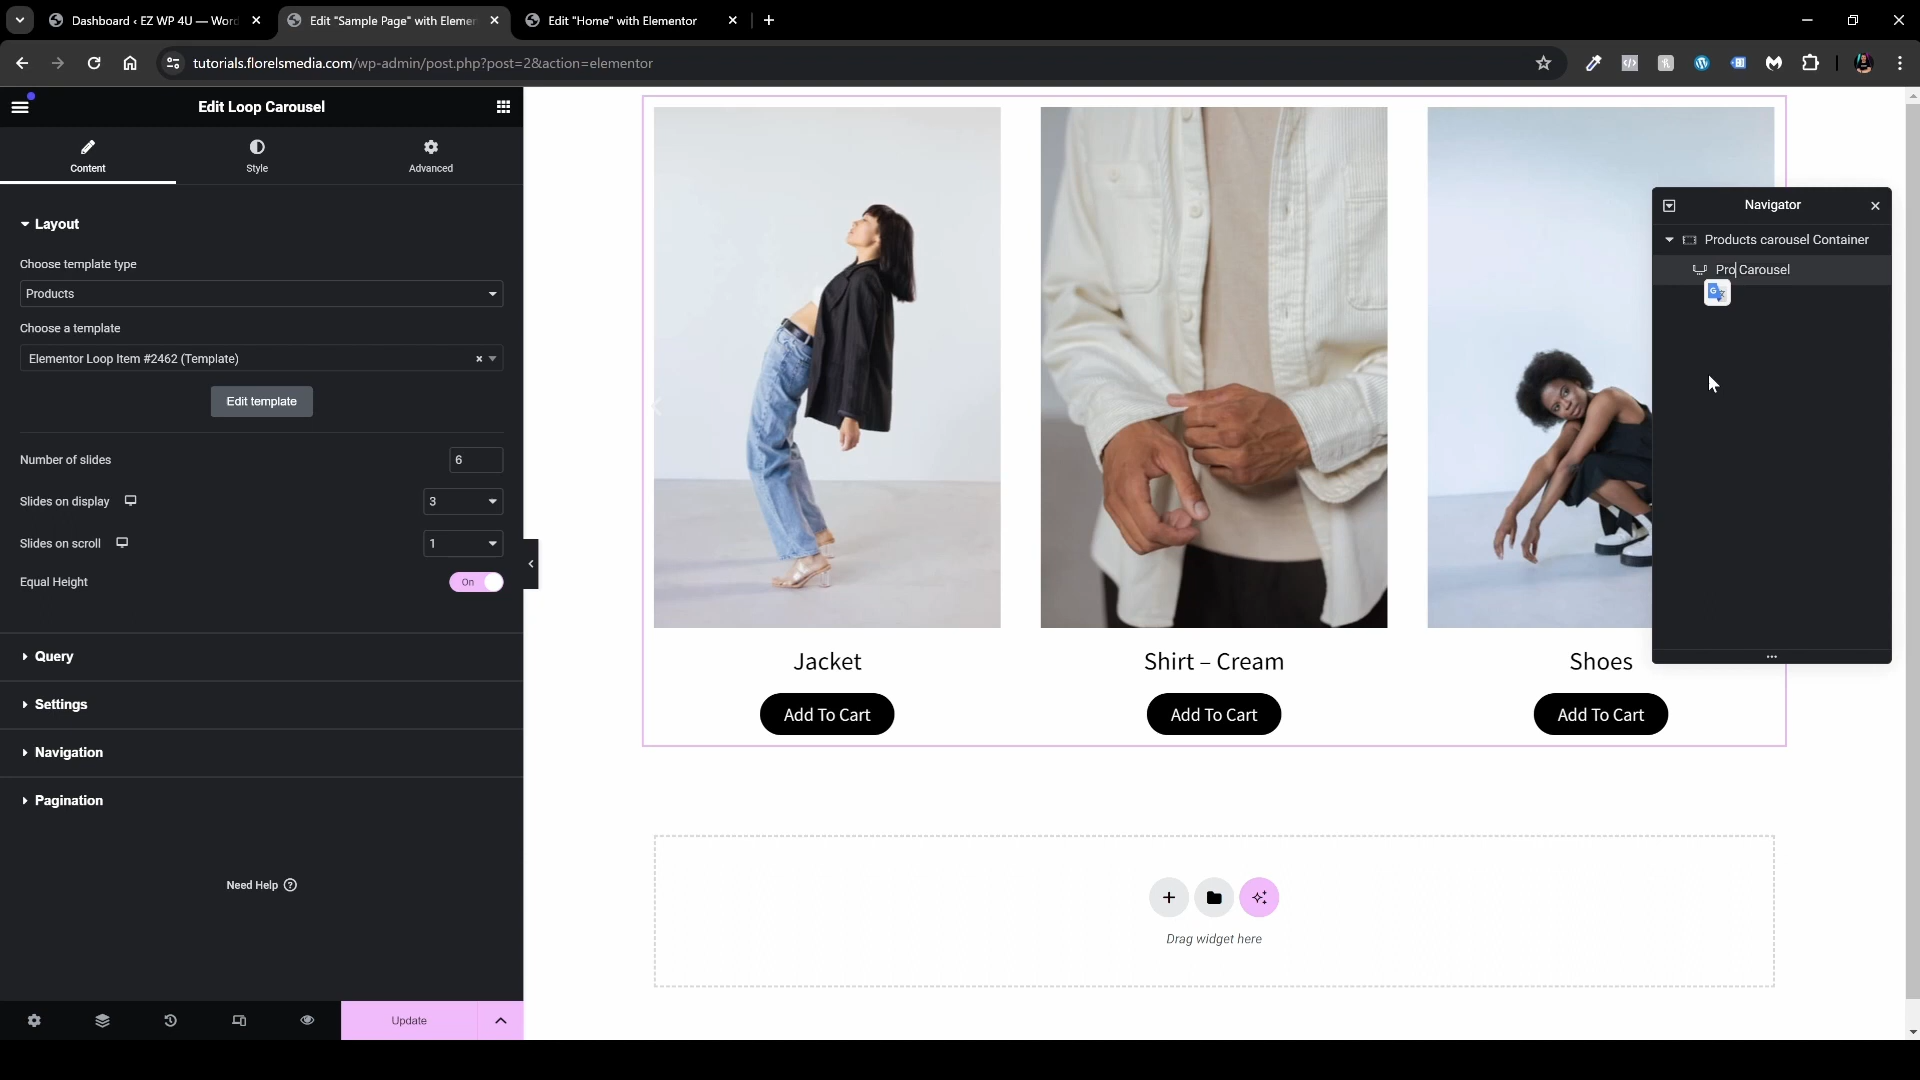 Dashboard ‹ EZ WP 4U — Word
Edit "Sample Page" with Elemen
Edit "Home" with Elementor
tutorials.florelsmedia.com/wp-admin/post.php?post=2&action=elementor
Edit Loop Carousel
Content
Style
Advanced
Layout
Choose template type
Products
Choose a template
Elementor Loop Item #2462 (Template)
Edit template
Number of slides
6
Slides on display
3
Slides on scroll
1
Equal Height
On
Query
Settings
Navigation
Pagination
Need Help
Update
Jacket
Shirt – Cream
Shoes
Add To Cart
Add To Cart
Add To Cart
Drag widget here
Navigator
Products carousel Container
Pro Carousel